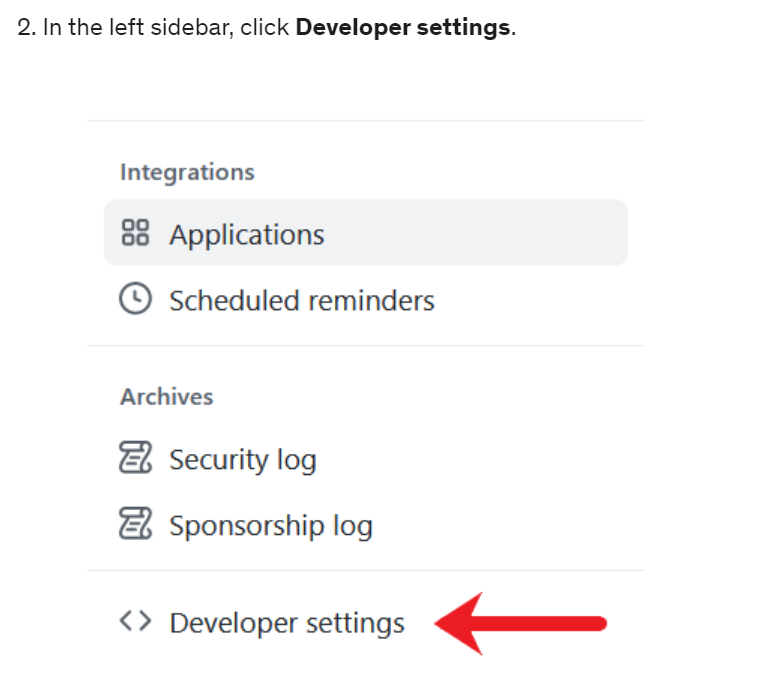 2. In the left sidebar, click Developer settings.
Integrations
Applications
Scheduled reminders
Archives
Security log
Sponsorship log
Developer settings